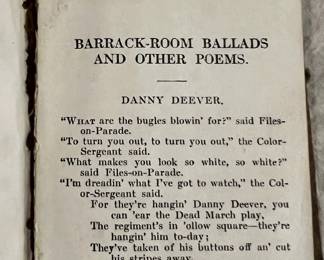 BARRACK-ROOM BALLADS
AND OTHER POEMS.
DANNY DEEVER.
"WHAT are the bugles blowin' for?" said Files-
on-Parade.
"To turn you out, to turn you out," the Color-
Sergeant said.
"What makes you look so white, so white?"
said Files-on-Parade.
"I'm dreadin' what I've got to watch," the Col-
or-Sergeant said.
For they're hangin' Danny Deever, you
can 'ear the Dead March play,
The regiment's in 'ollow square—they're
hangin' him to-day;
They've taken of his buttons off an' cut
his stripes away